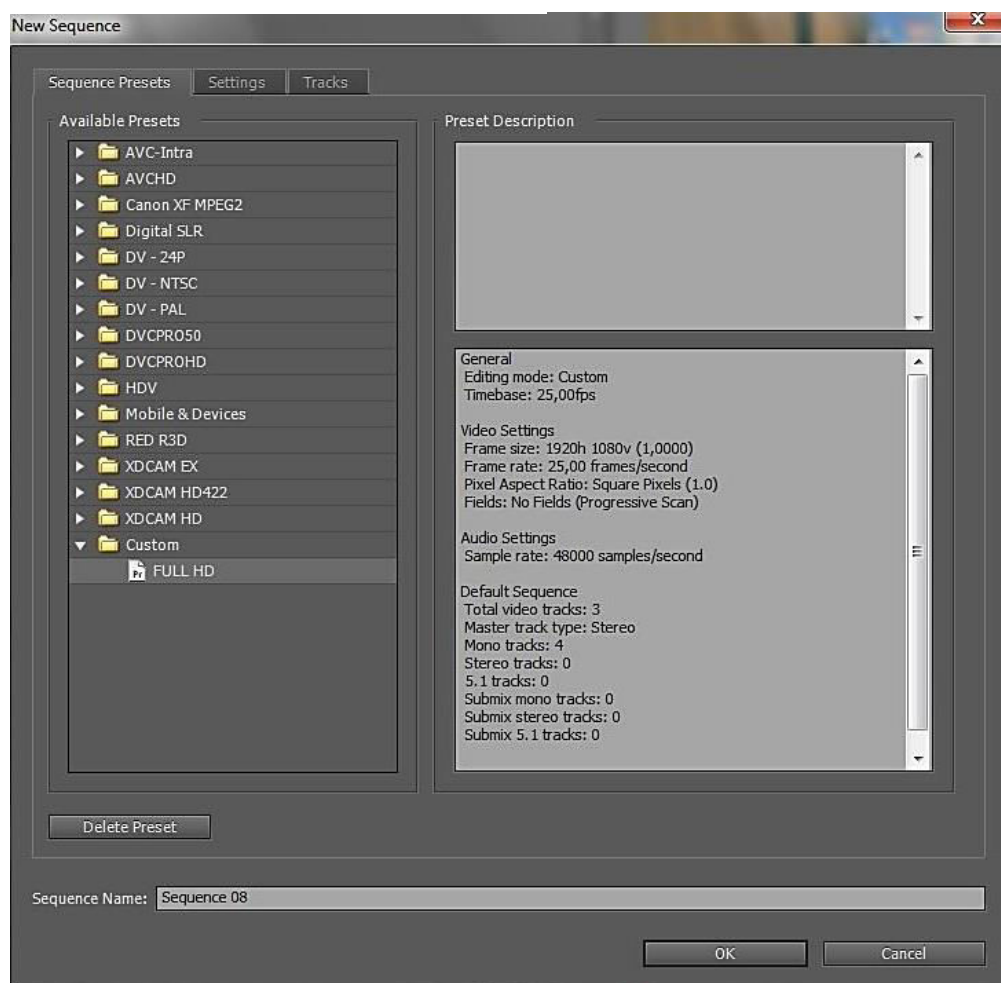 New Sequence
Sequence Presets
Settings
Tracks
Available Presets
AVC-Intra
AVCHD
Canon XF MPEG2
Digital SLR
DV - 24P
DV - NTSC
DV - PAL
DVCPRO50
DVCPROHD
HDV
Mobile & Devices
RED R3D
XDCAM EX
XDCAM HD422
XDCAM HD
Custom
Pr
FULL HD
Delete Preset
Preset Description
General
Editing mode: Custom
Timebase: 25,00fps
Video Settings
Frame size: 1920h 1080v (1,0000)
Frame rate: 25,00 frames/second
Pixel Aspect Ratio: Square Pixels (1.0)
Fields: No Fields (Progressive Scan)
Audio Settings
Sample rate: 48000 samples/second
Default Sequence
Total video tracks: 3
Master track type: Stereo
Mono tracks: 4
Stereo tracks: 0
5.1 tracks: 0
Submix mono tracks: 0
Submix stereo tracks: 0
Submix 5.1 tracks: 0
Sequence Name: Sequence 08
OK
Cancel